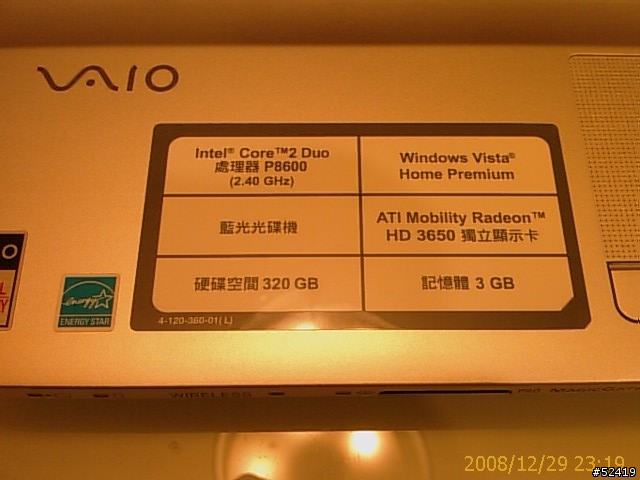 VAIO
Intel® Core™2 Duo
處理器 P8600
(2.40 GHz)
Windows Vista®
Home Premium
藍光光碟機
ATI Mobility Radeon™
HD 3650 獨立顯示卡
硬碟空間 320 GB
記憶體 3 GB
energy
ENERGY STAR
4-120-360-01(L)
WIRELESS
2008/12/29 23:19
#52419